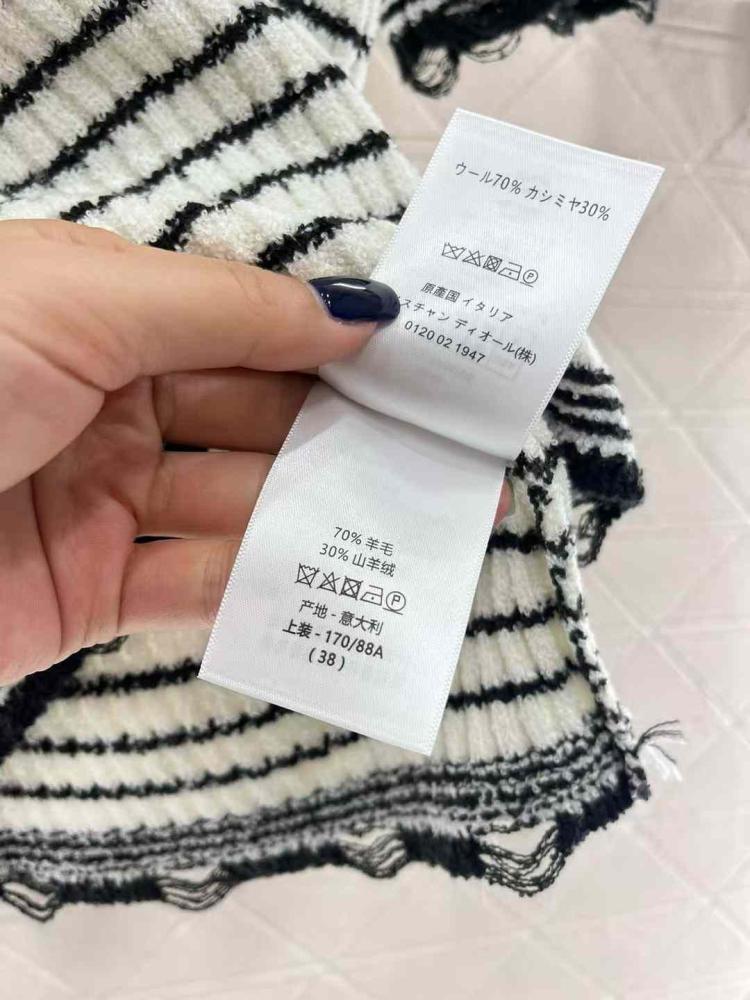 ウール70% カシミヤ30%
P
原産国 イタリア
スチャン ディオール(株)
0120 02 1947
70% 羊毛
30% 山羊绒
P
产地 - 意大利
上装 - 170/88A
( 38 )